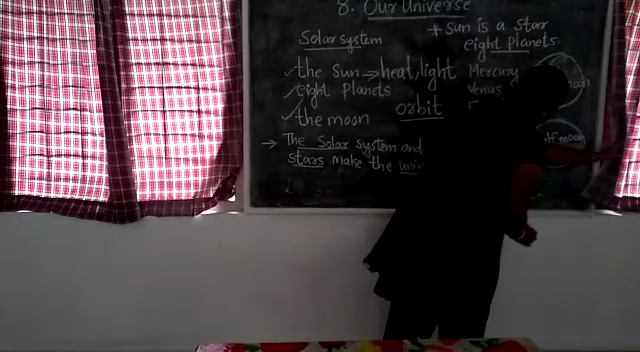 8. Our Universe
Solar system
* Sun is a star
eight planets
the sun → heat, light
eight planets
the moon
orbit
Mercury
Venus
→ The Solar system and
stars make the
moon